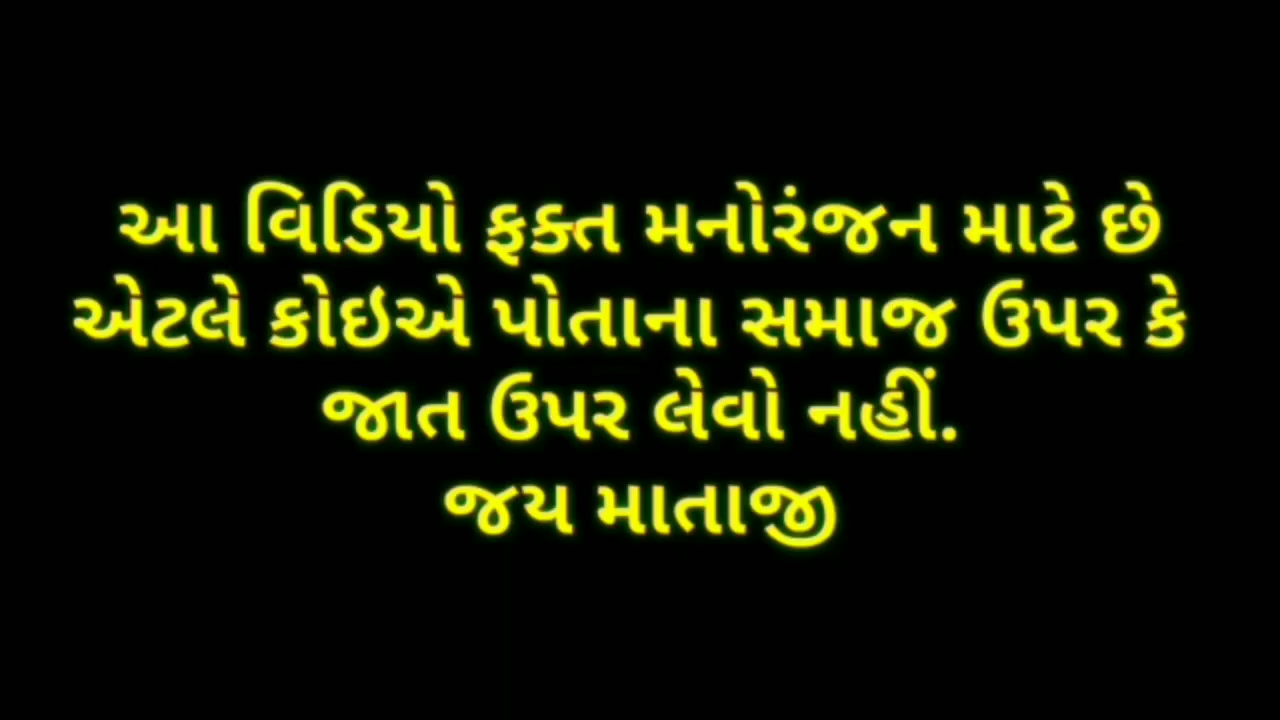 આ વિડિયો ફક્ત મનોરંજન માટે છે
એટલે કોઇએ પોતાના સમાજ ઉપર કે
જાત ઉપર લેવો નહીં.
જય માતાજી